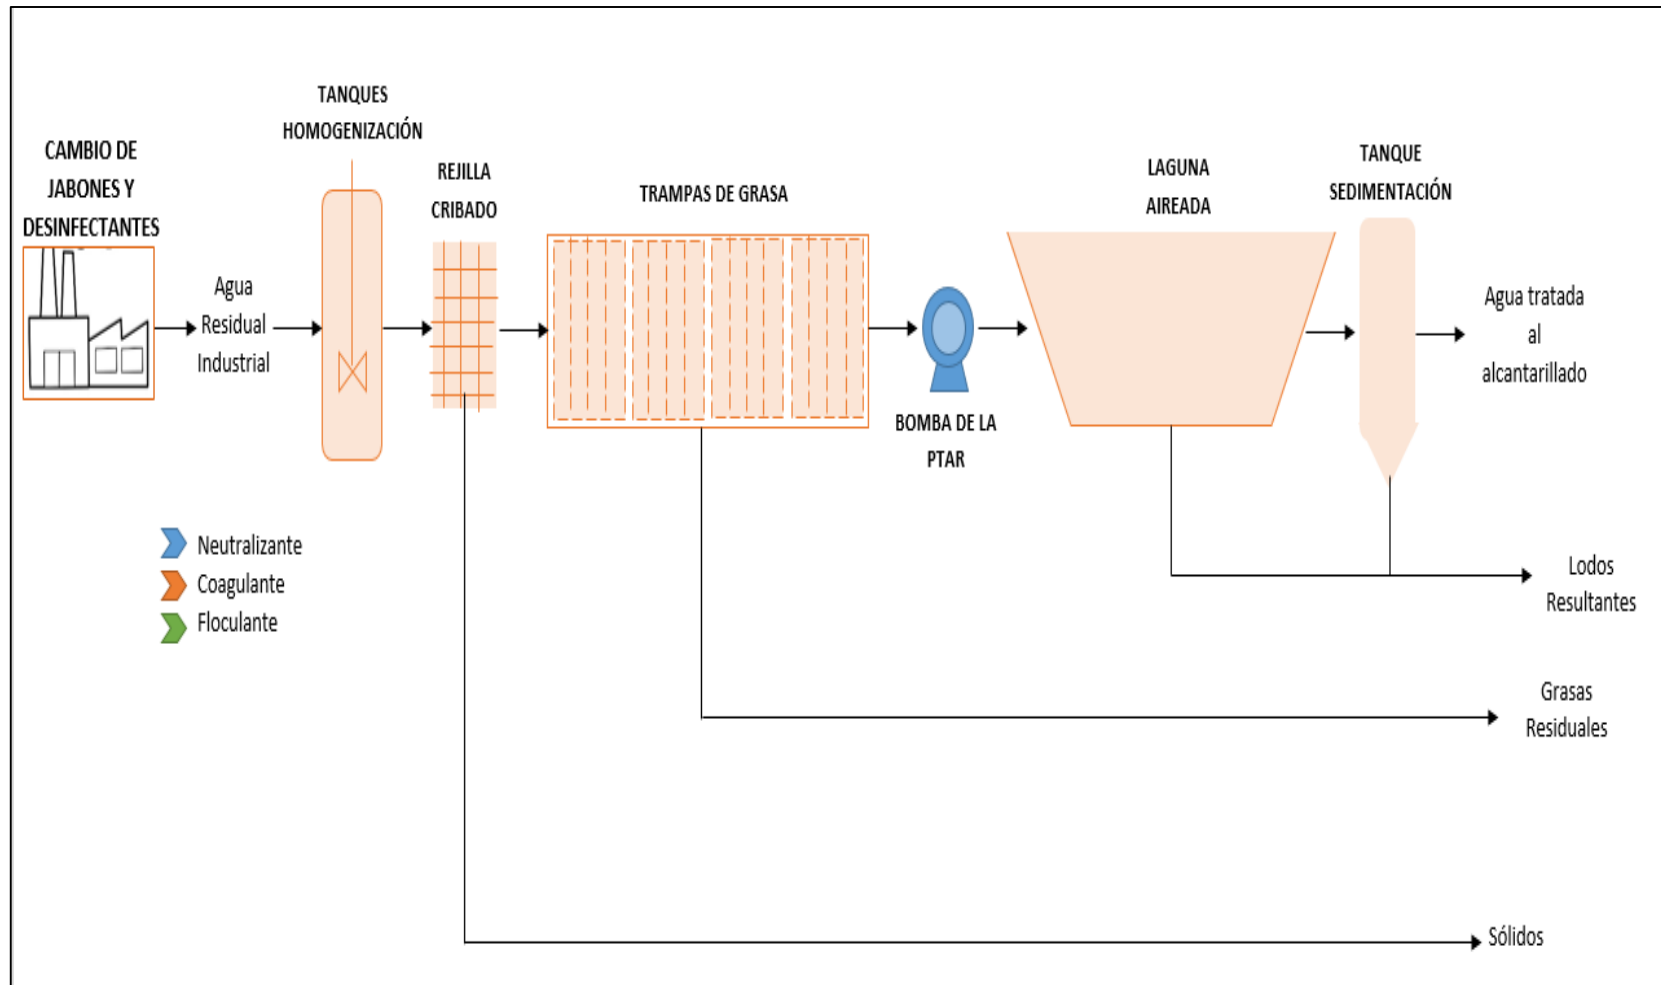 CAMBIO DE
JABONES Y
DESINFECTANTES
Agua
Residual
Industrial
TANQUES
HOMOGENIZACIÓN
REJILLA
CRIBADO
TRAMPAS DE GRASA
BOMBA DE LA
PTAR
LAGUNA
AIREADA
TANQUE
SEDIMENTACIÓN
Agua tratada
al
alcantarillado
Neutralizante
Coagulante
Floculante
Lodos
Resultantes
Grasas
Residuales
Sólidos